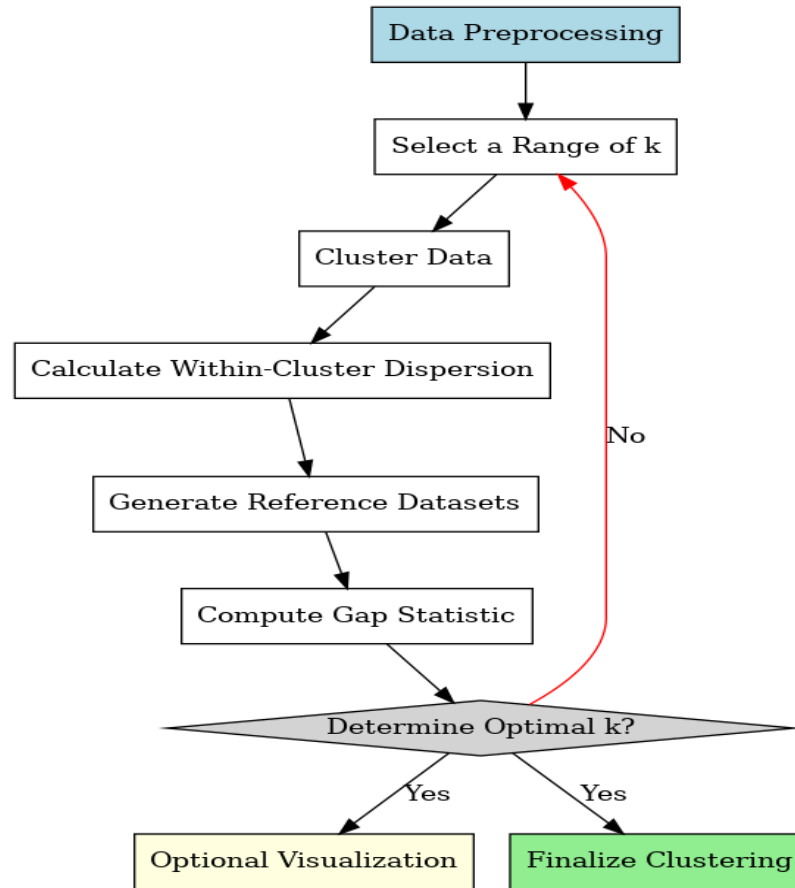 Data Preprocessing
Select a Range of k
Cluster Data
Calculate Within-Cluster Dispersion
No
Generate Reference Datasets
Compute Gap Statistic
Determine Optimal k?
Yes
Yes
Optional Visualization
Finalize Clustering